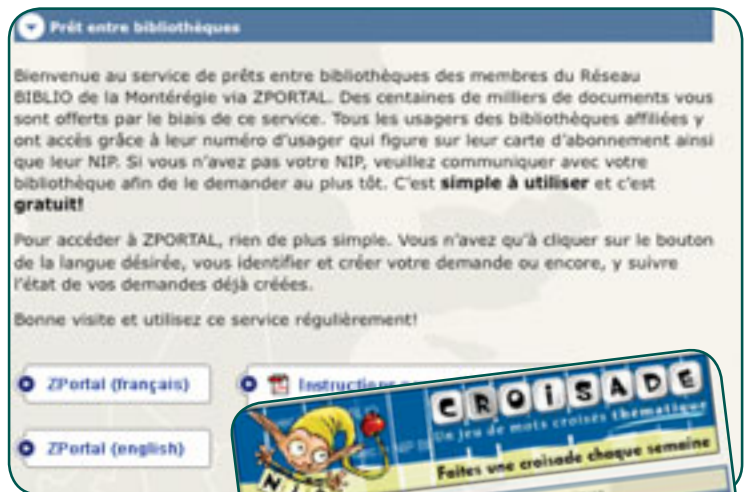 Prêt entre bibliothèques
Bienvenue au service de prêts entre bibliothèques des membres du Réseau
BIBLIO de la Montérégie via ZPORTAL. Des centaines de milliers de documents vous
sont offerts par le biais de ce service. Tous les usagers des bibliothèques affiliées y
ont accès grâce à leur numéro d'usager qui figure sur leur carte d'abonnement ainsi
que leur NIP. Si vous n'avez pas votre NIP, veuillez communiquer avec votre
bibliothèque afin de le demander au plus tôt. C'est simple à utiliser et c'est
gratuit!
Pour accéder à ZPORTAL, rien de plus simple. Vous n'avez qu'à cliquer sur le bouton
de la langue désirée, vous identifier et créer votre demande ou encore, y suivre
l'état de vos demandes déjà créées.
Bonne visite et utilisez ce service régulièrement!
ZPortal (français)
Instructions
ZPortal (english)
CROISADE
Un jeu de mots croisés thématique
Faites une croisade chaque semaine